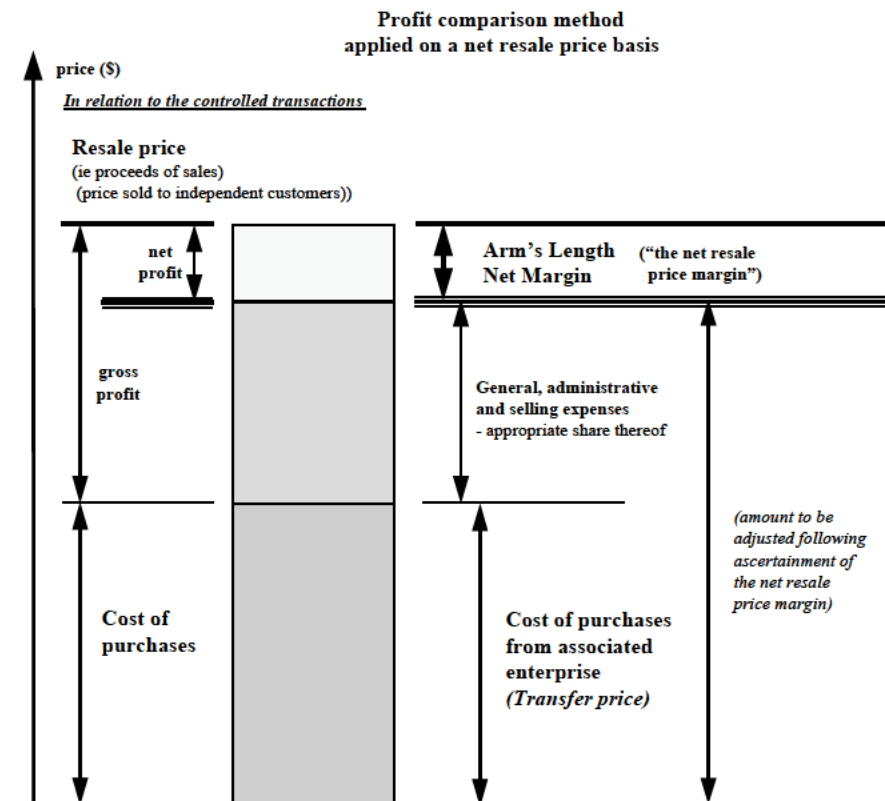 Profit comparison method
applied on a net resale price basis
price ($)
In relation to the controlled transactions
Resale price
(ie proceeds of sales)
(price sold to independent customers))
net
profit
Arm's Length
Net Margin
("the net resale
price margin")
gross
profit
General, administrative
and selling expenses
- appropriate share thereof
(amount to be
adjusted following
ascertainment of
the net resale
price margin)
Cost of
purchases
Cost of purchases
from associated
enterprise
(Transfer price)